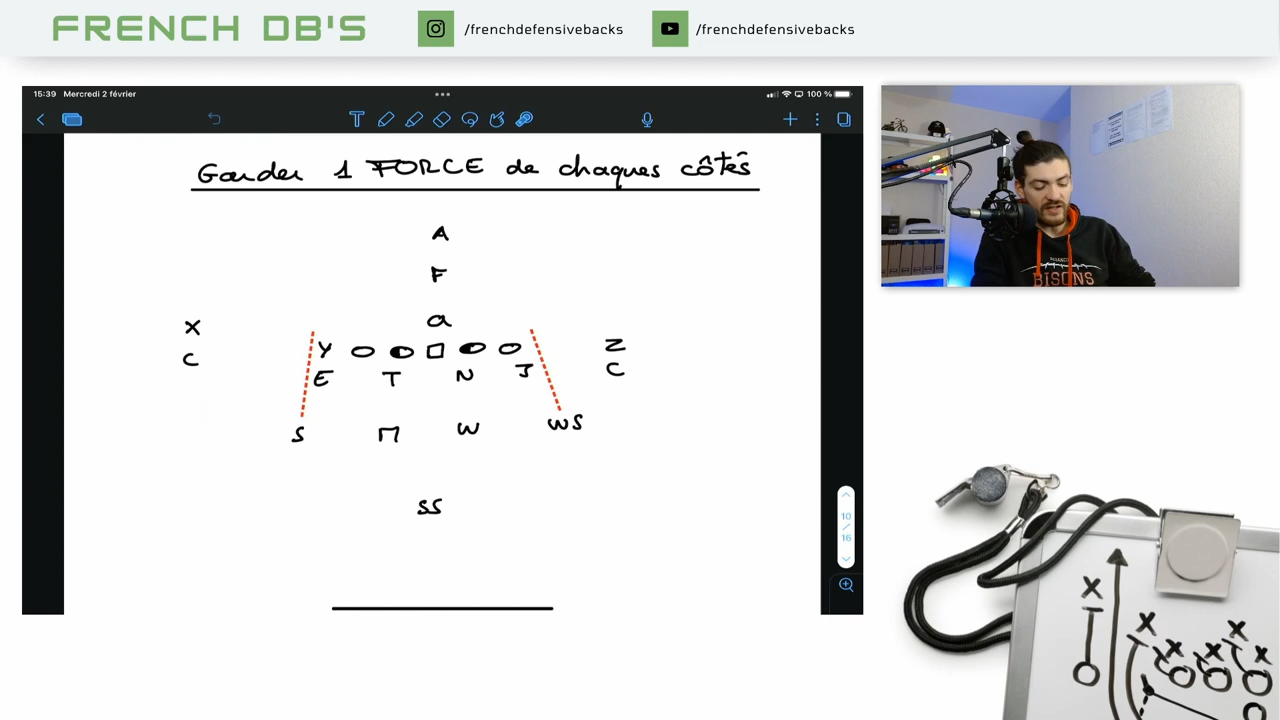 FRENCH DB'S
/frenchdefensivebacks
/frenchdefensivebacks
15:39 Mercredi 2 février
100 %
Garder 1 FORCE de chaques côtés
A
F
Q
X
Y
Z
C
E T N J
C
S M W WS
SS
10
/
16
BISONS
X
X X X X X